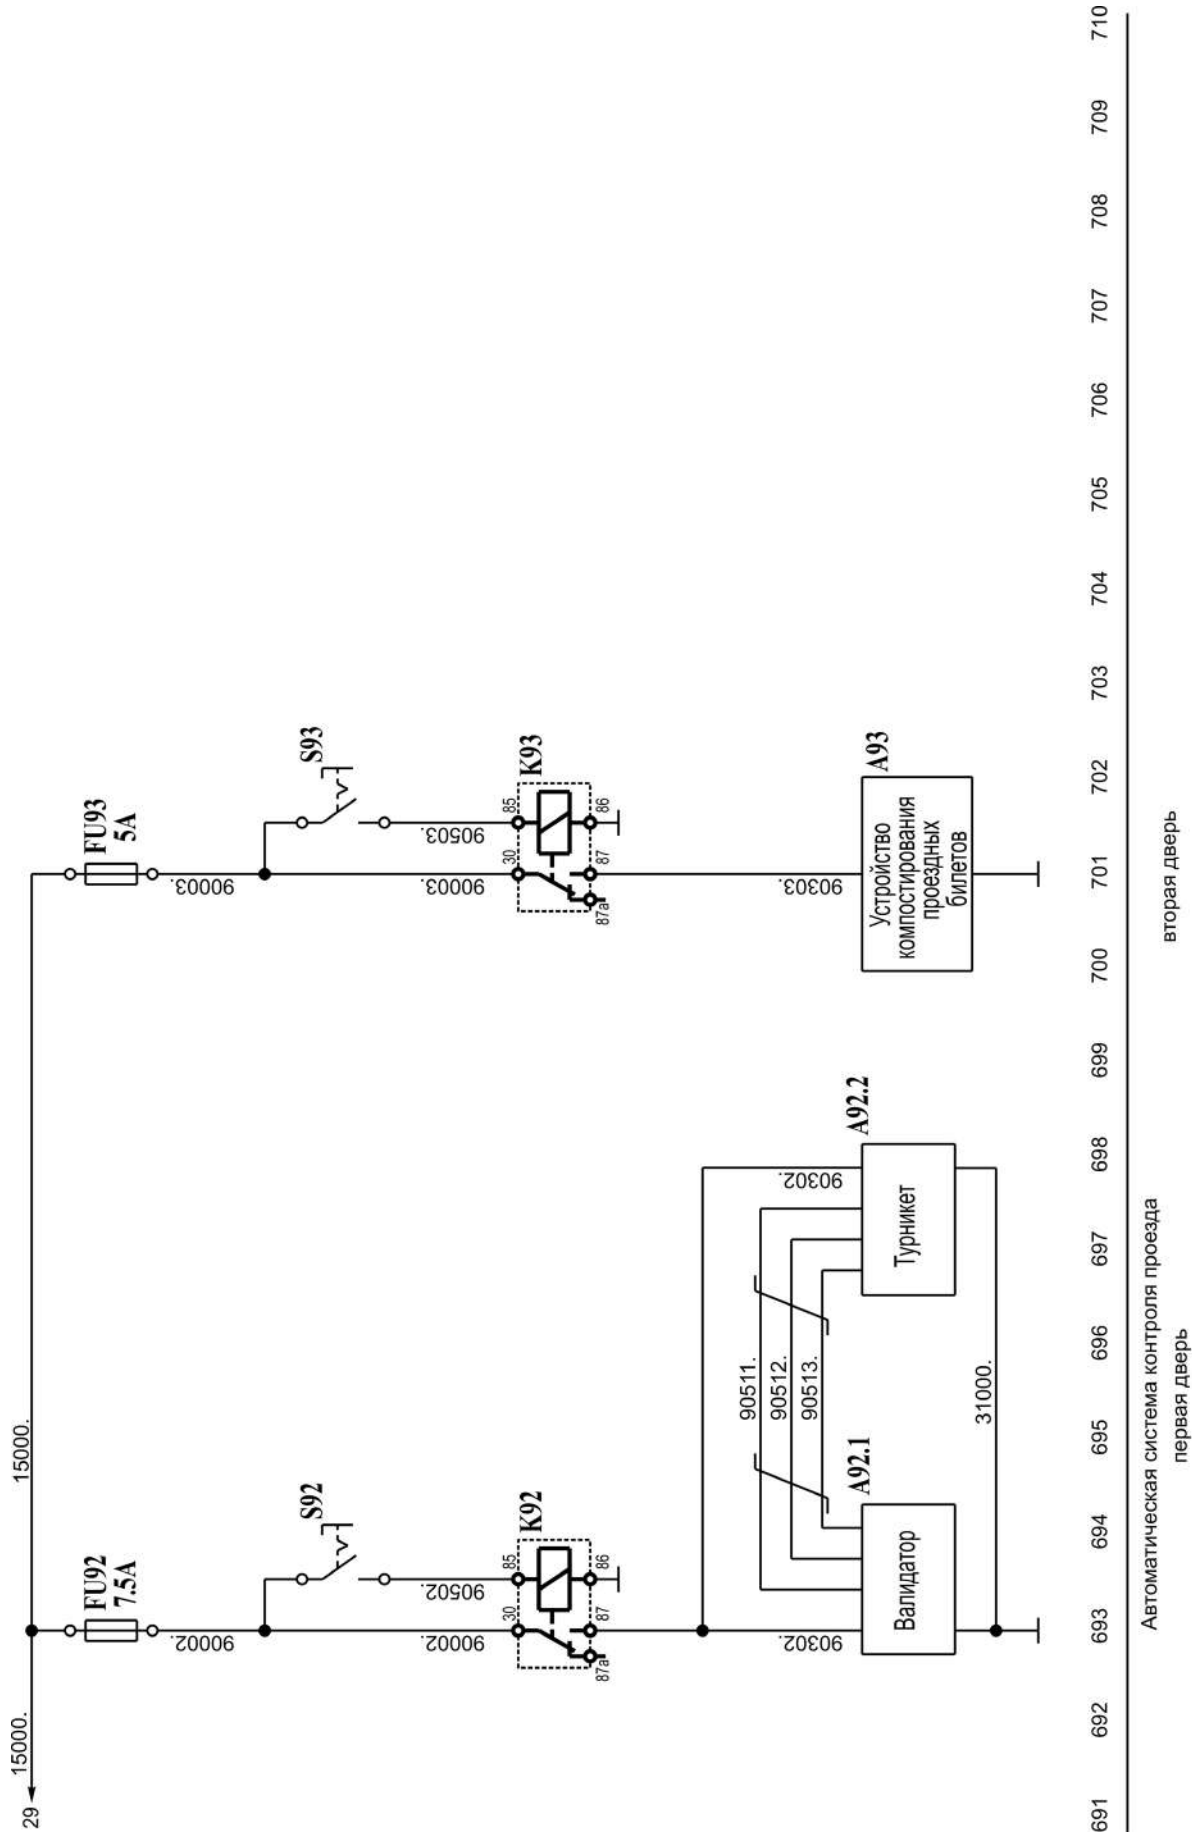 29
15000.
15000.
FU92
7.5A
90002.
S92
90502.
90002.
K92
30
85
87a
87
86
90302.
A92.1
Валидатор
90511.
90512.
90513.
31000.
90302.
A92.2
Турникет
FU93
5A
90003.
S93
90503.
90003.
K93
30
85
87a
87
86
90303.
A93
Устройство
компостирования
проездных
билетов
691 692 693 694 695 696 697 698 699 700 701 702 703 704 705 706 707 708 709 710
Автоматическая система контроля проезда
первая дверь
вторая дверь